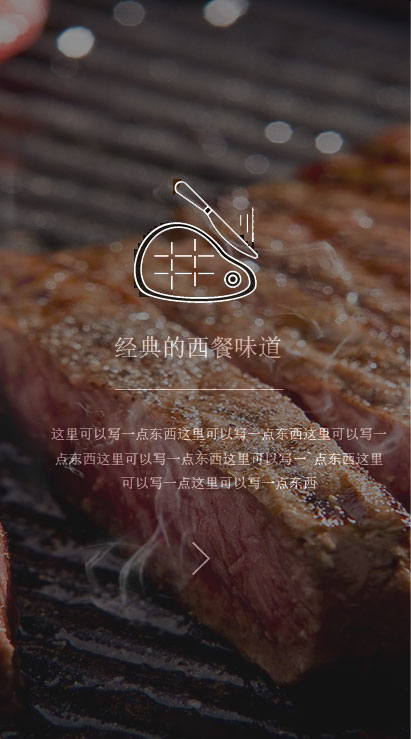 经典的西餐味道
这里可以写一点东西这里可以写一点东西这里可以写一
点东西这里可以写一点东西这里可以写一`点东西这里
可以写一点这里可以写一点东西